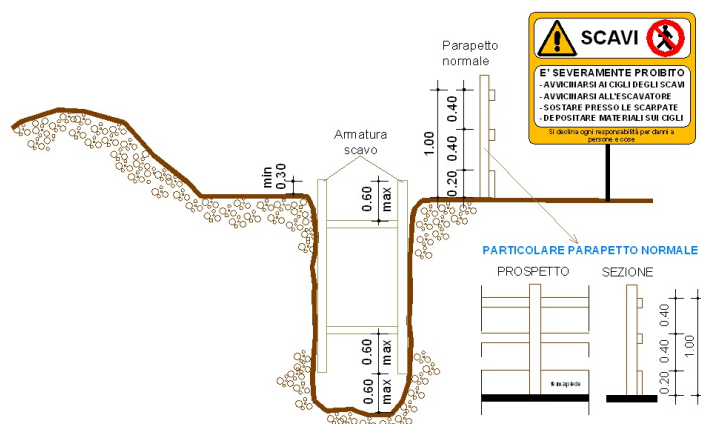 SCAVI
E' SEVERAMENTE PROIBITO
- AVVICINARSI AI CIGLI DEGLI SCAVI
- AVVICINARSI ALL'ESCAVATORE
- SOSTARE PRESSO LE SCARPATE
- DEPOSITARE MATERIALI SUI CIGLI
Si declina ogni responsabilità per danni a
persone e cose
Parapetto
normale
Armatura
scavo
min
0.30
0.60
max
1.00
0.40
0.40
0.20
0.60
max
0.60
max
PARTICOLARE PARAPETTO NORMALE
PROSPETTO
SEZIONE
fermapiede
0.40
0.40
0.20
1.00